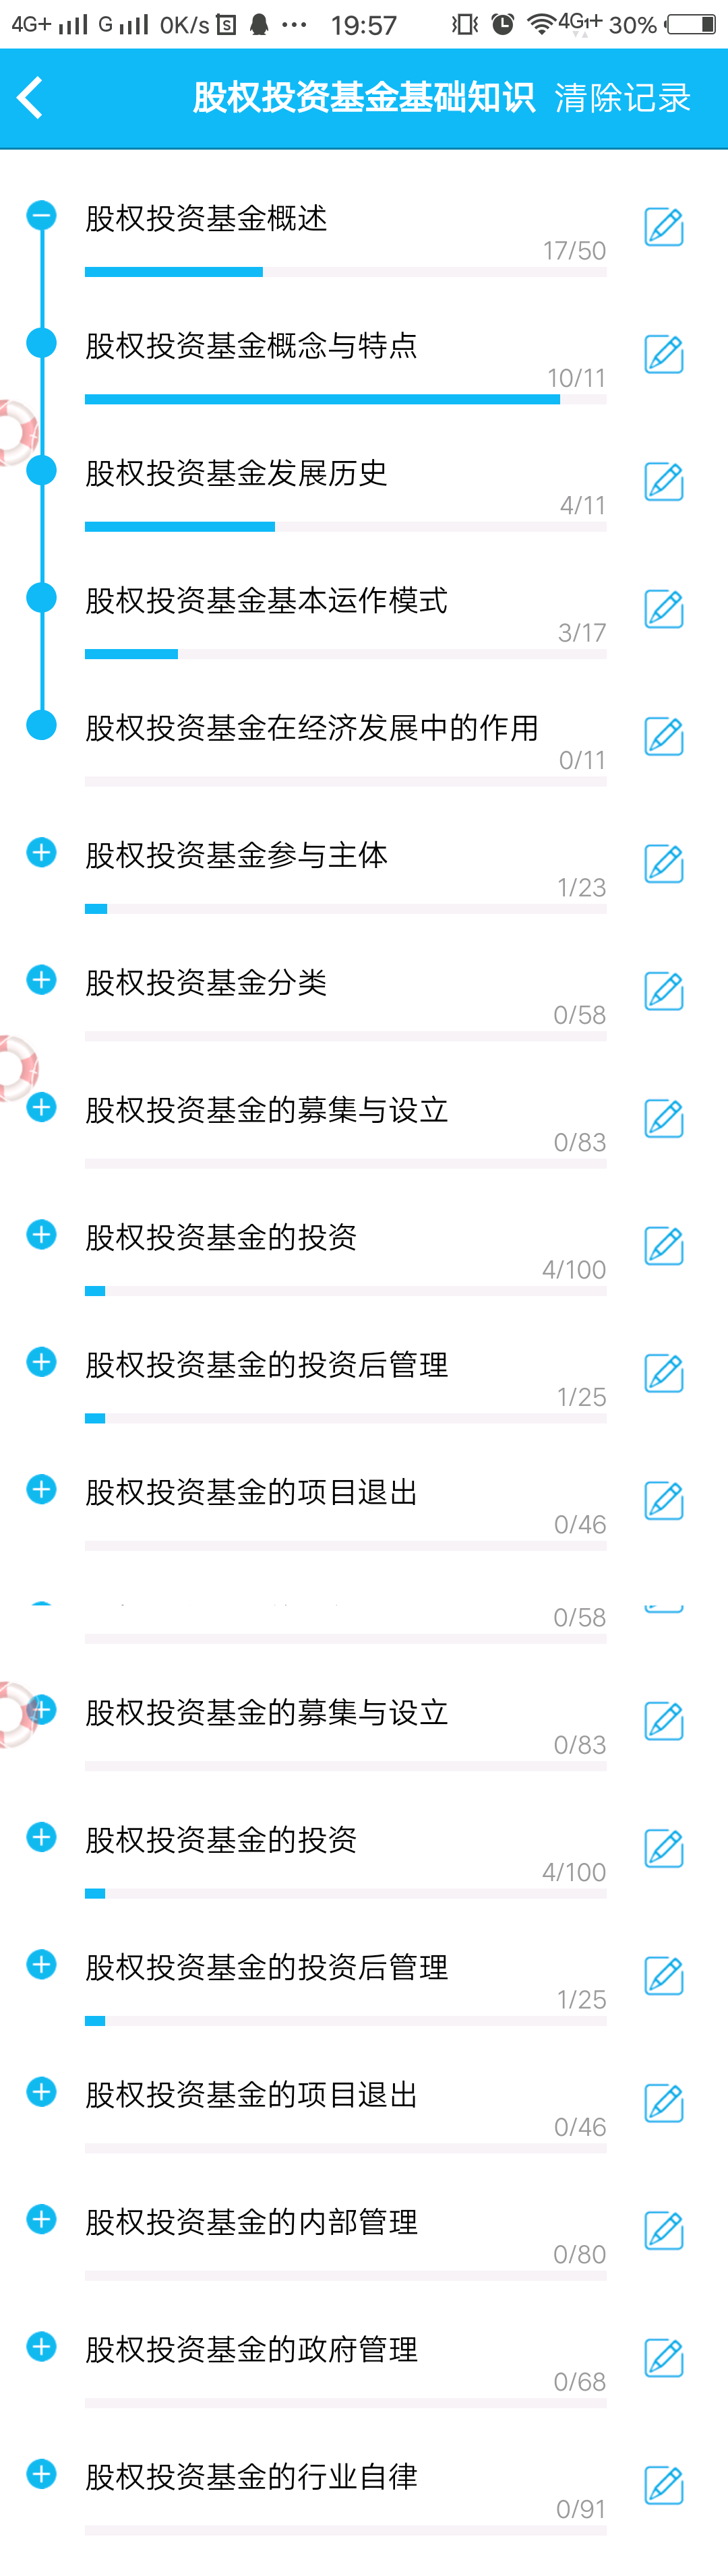 4G+ G 0K/s ... 19:57 4G+ 30%
股权投资基金基础知识 清除记录
股权投资基金概述
17/50
股权投资基金概念与特点
10/11
股权投资基金发展历史
4/11
股权投资基金基本运作模式
3/17
股权投资基金在经济发展中的作用
0/11
股权投资基金参与主体
1/23
股权投资基金分类
0/58
股权投资基金的募集与设立
0/83
股权投资基金的投资
4/100
股权投资基金的投资后管理
1/25
股权投资基金的项目退出
0/46
0/58
股权投资基金的募集与设立
0/83
股权投资基金的投资
4/100
股权投资基金的投资后管理
1/25
股权投资基金的项目退出
0/46
股权投资基金的内部管理
0/80
股权投资基金的政府管理
0/68
股权投资基金的行业自律
0/91